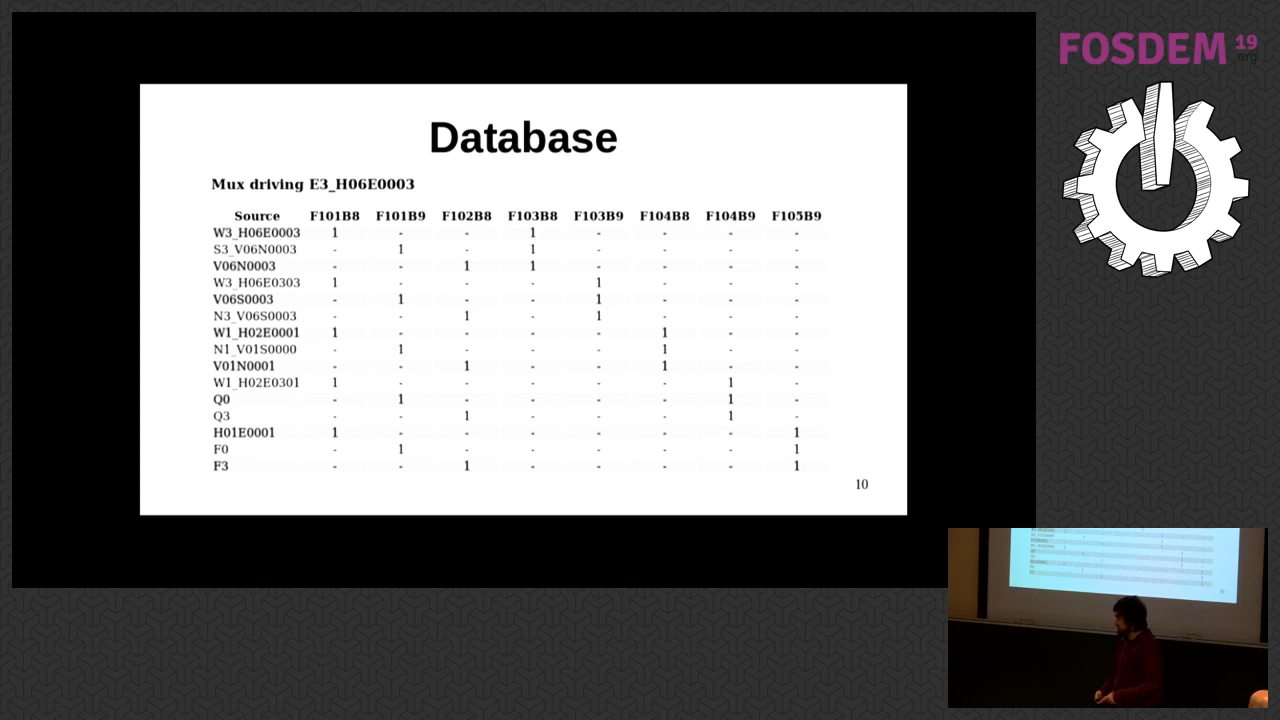 FOSDEM 19
.org
Database
Mux driving E3_H06E0003
Source F101B8 F101B9 F102B8 F103B8 F103B9 F104B8 F104B9 F105B9
W3_H06E0003 1 - - 1 - - - -
S3_V06N0003 - 1 - 1 - - - -
V06N0003 - - 1 1 - - - -
W3_H06E0303 1 - - - 1 - - -
V06S0003 - 1 - - 1 - - -
N3_V06S0003 - - 1 - 1 - - -
W1_H02E0001 1 - - - - 1 - -
N1_V01S0000 - 1 - - - 1 - -
V01N0001 - - 1 - - 1 - -
W1_H02E0301 1 - - - - - 1 -
Q0 - 1 - - - - 1 -
Q3 - - 1 - - - 1 -
H01E0001 1 - - - - - - 1
F0 - 1 - - - - - 1
F3 - - 1 - - - - 1
10